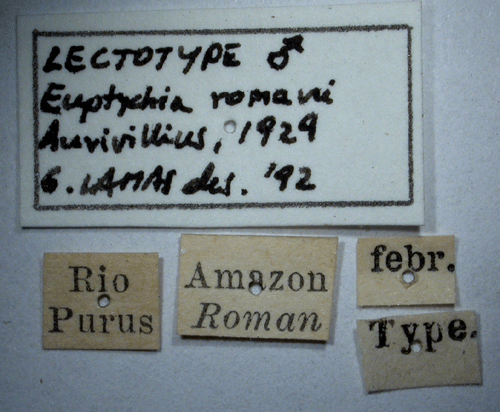 LECTOTYPE ♂
Euptychia romani
Aurivillius, 1929
G. LAMAS des. '92
Rio
Purus
Amazon
Roman
febr.
Type.